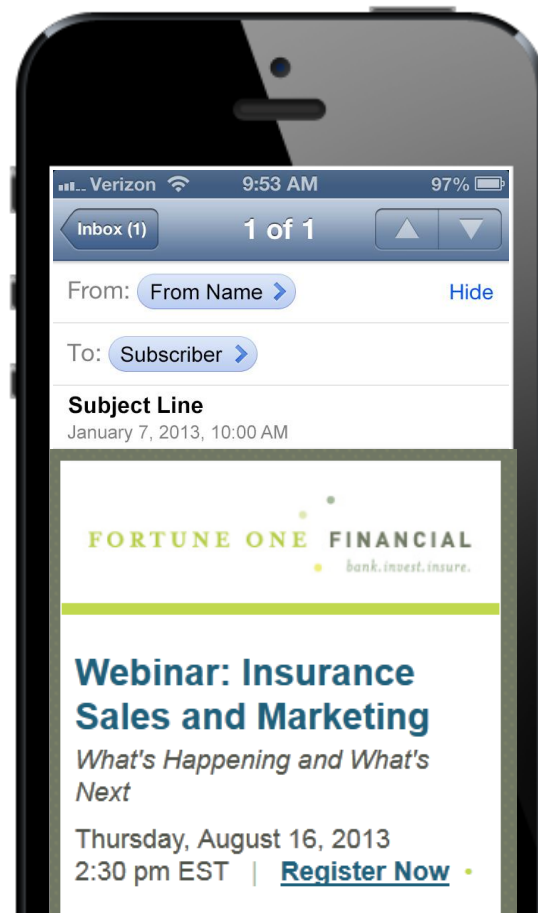 Verizon 9:53 AM 97%
Inbox (1) 1 of 1
From: From Name Hide
To: Subscriber
Subject Line
January 7, 2013, 10:00 AM
FORTUNE ONE FINANCIAL
bank.invest.insure.
Webinar: Insurance
Sales and Marketing
What's Happening and What's
Next
Thursday, August 16, 2013
2:30 pm EST | Register Now